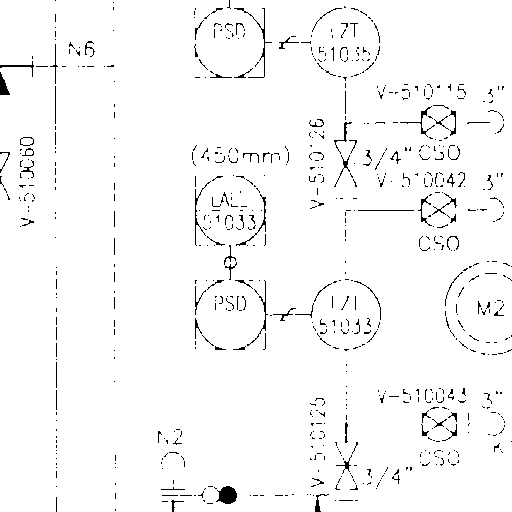 PSD
LZT
51035
N6
V-510115
3"
V-510126
V-510060
(450mm)
3/4"
CSO
V-510042
3"
LALL
51033
CSO
PSD
LZT
51033
M2
V-510043
3"
V-510125
N2
CSO
K
3/4"